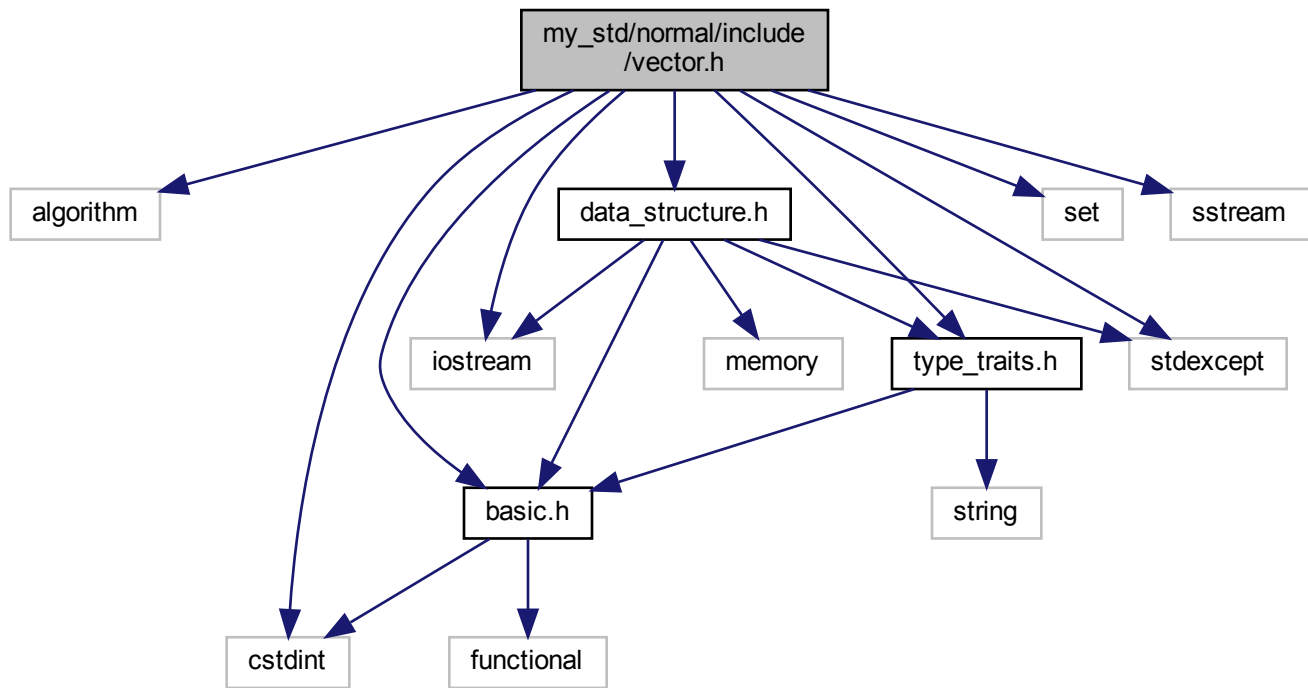 my_std/normal/include
/vector.h
algorithm
data_structure.h
set
sstream
iostream
memory
type_traits.h
stdexcept
basic.h
string
cstdint
functional